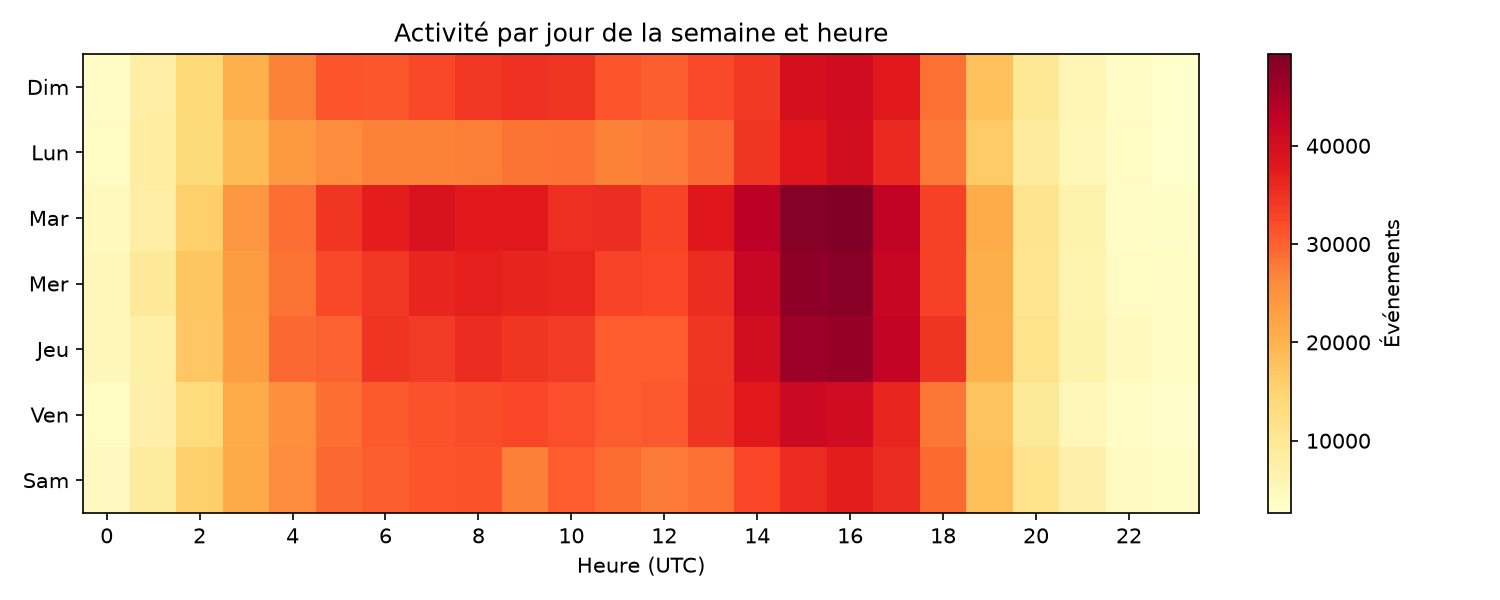 Activité par jour de la semaine et heure
Dim
Lun
Mar
Mer
Jeu
Ven
Sam
0 2 4 6 8 10 12 14 16 18 20 22
Heure (UTC)
40000
30000
20000
10000
Événements